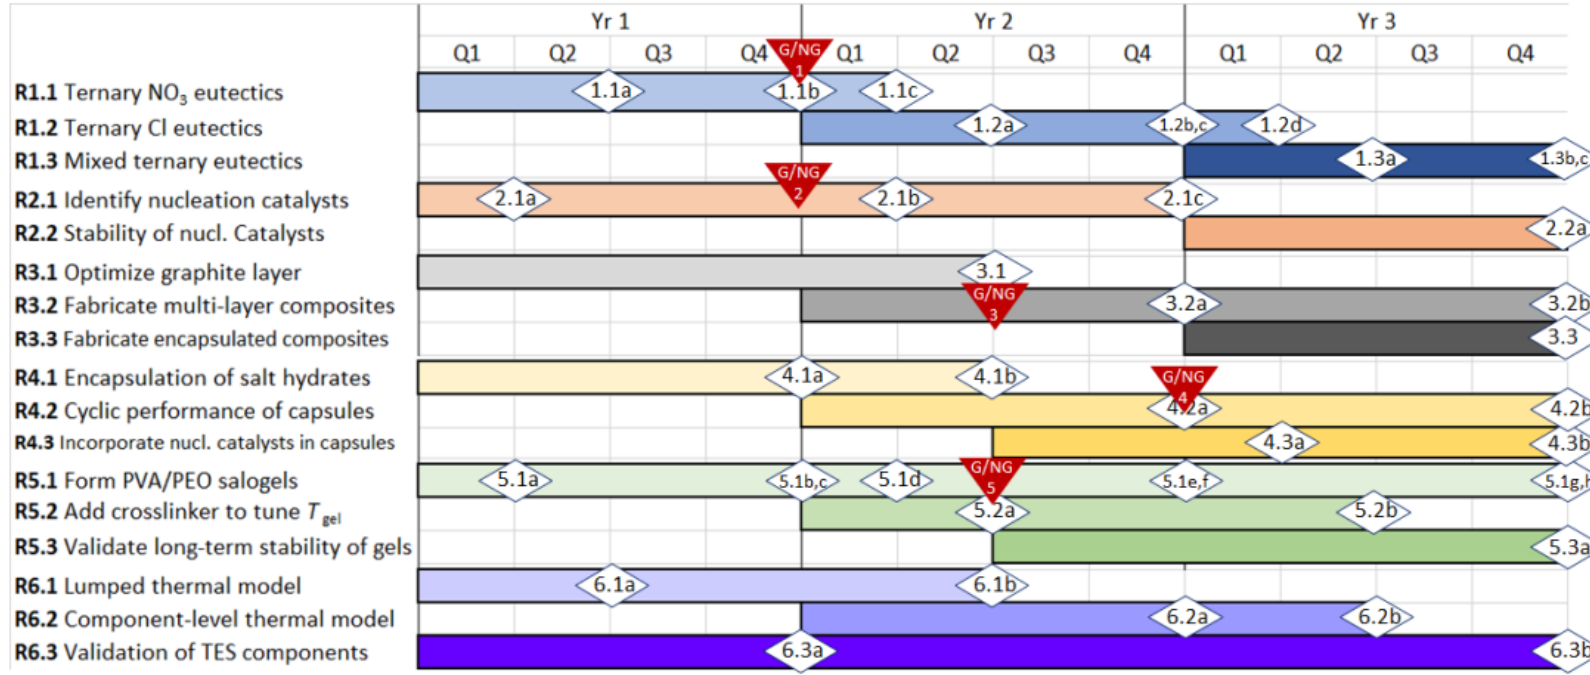 Yr 1 Yr 2 Yr 3
Q1 Q2 Q3 Q4 Q1 Q2 Q3 Q4 Q1 Q2 Q3 Q4
G/NG 1
R1.1 Ternary NO₃ eutectics 1.1a 1.1b 1.1c
R1.2 Ternary Cl eutectics 1.2a 1.2b,c 1.2d
R1.3 Mixed ternary eutectics 1.3a 1.3b,c
G/NG 2
R2.1 Identify nucleation catalysts 2.1a 2.1b 2.1c
R2.2 Stability of nucl. Catalysts 2.2a
R3.1 Optimize graphite layer 3.1
G/NG 3
R3.2 Fabricate multi-layer composites 3.2a 3.2b
R3.3 Fabricate encapsulated composites 3.3
R4.1 Encapsulation of salt hydrates 4.1a 4.1b
G/NG 4
R4.2 Cyclic performance of capsules 4.2a 4.2b
R4.3 Incorporate nucl. catalysts in capsules 4.3a 4.3b
R5.1 Form PVA/PEO salogels 5.1a 5.1b,c 5.1d 5.1e,f 5.1g,h
G/NG 5
R5.2 Add crosslinker to tune T gel 5.2a 5.2b
R5.3 Validate long-term stability of gels 5.3a
R6.1 Lumped thermal model 6.1a 6.1b
R6.2 Component-level thermal model 6.2a 6.2b
R6.3 Validation of TES components 6.3a 6.3b